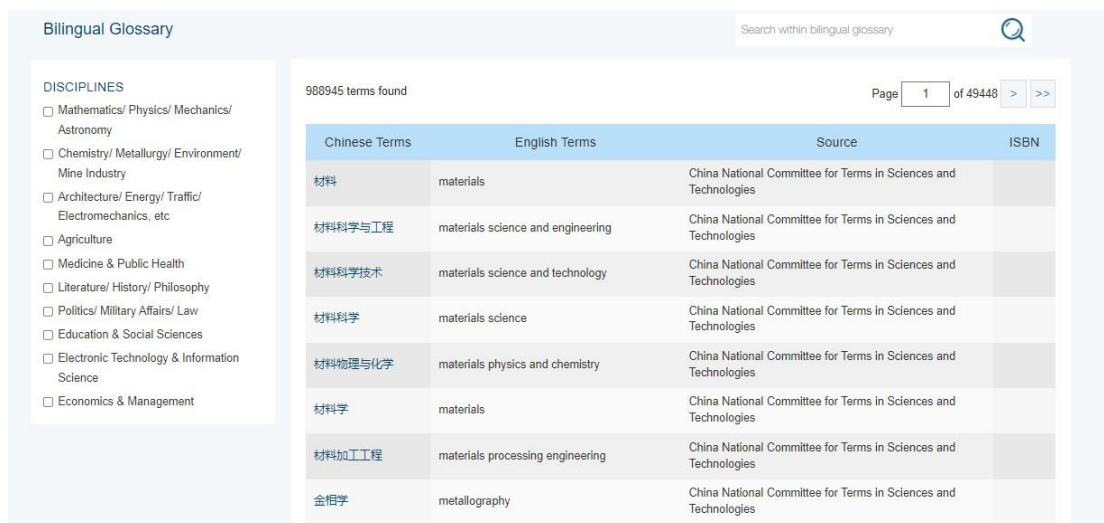 Bilingual Glossary
Search within bilingual glossary
DISCIPLINES
Mathematics/ Physics/ Mechanics/
Astronomy
Chemistry/ Metallurgy/ Environment/
Mine Industry
Architecture/ Energy/ Traffic/
Electromechanics, etc
Agriculture
Medicine & Public Health
Literature/ History/ Philosophy
Politics/ Military Affairs/ Law
Education & Social Sciences
Electronic Technology & Information
Science
Economics & Management
988945 terms found
Page 1 of 49448 > >>
Chinese Terms English Terms Source ISBN
材料 materials China National Committee for Terms in Sciences and
Technologies
材料科学与工程 materials science and engineering China National Committee for Terms in Sciences and
Technologies
材料科学技术 materials science and technology China National Committee for Terms in Sciences and
Technologies
材料科学 materials science China National Committee for Terms in Sciences and
Technologies
材料物理与化学 materials physics and chemistry China National Committee for Terms in Sciences and
Technologies
材料学 materials China National Committee for Terms in Sciences and
Technologies
材料加工工程 materials processing engineering China National Committee for Terms in Sciences and
Technologies
金相学 metallography China National Committee for Terms in Sciences and
Technologies